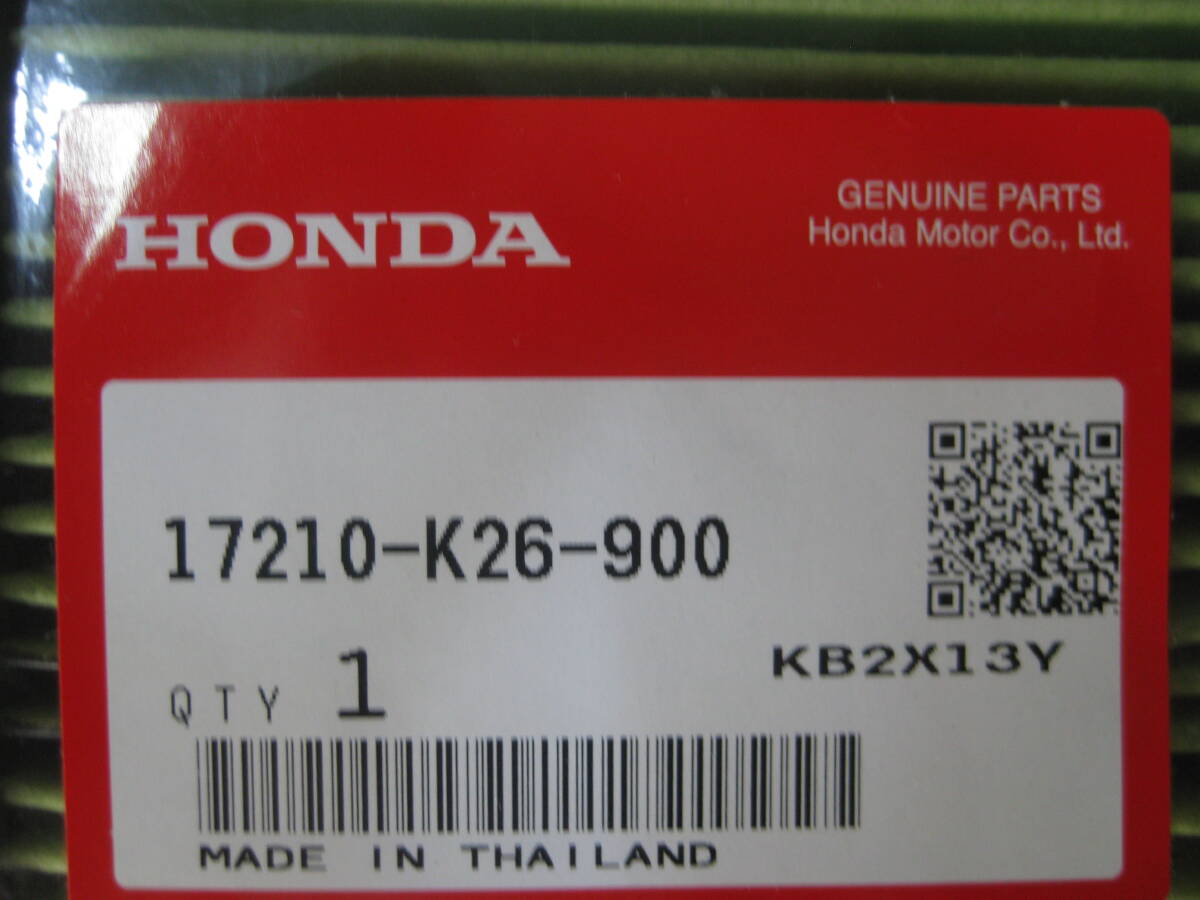 HONDA
GENUINE PARTS
Honda Motor Co., Ltd.
17210-K26-900
KB2X13Y
QTY 1
MADE IN THAILAND